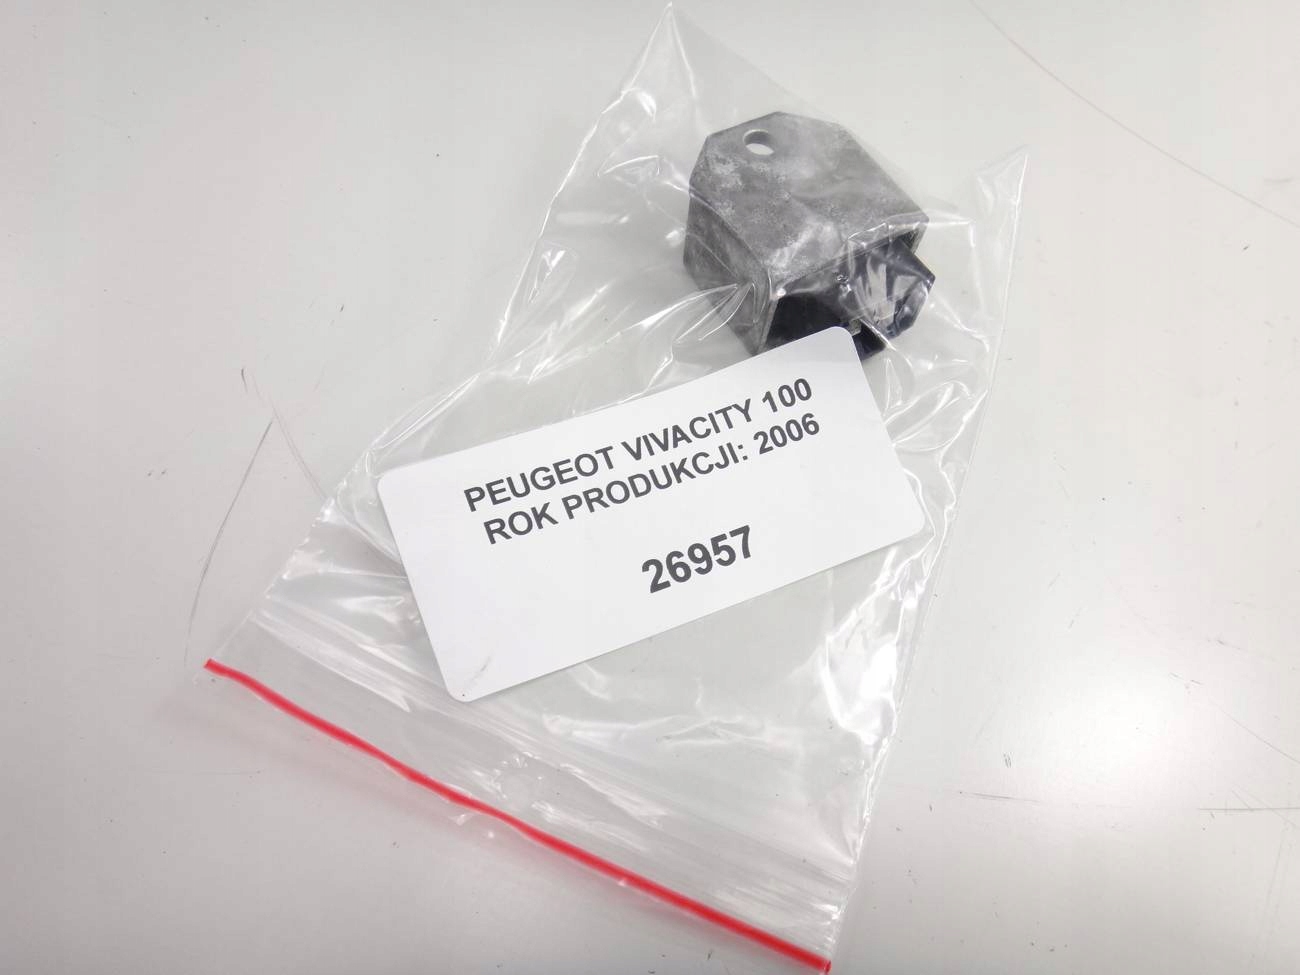 PEUGEOT VIVACITY 100
ROK PRODUKCJI: 2006
26957